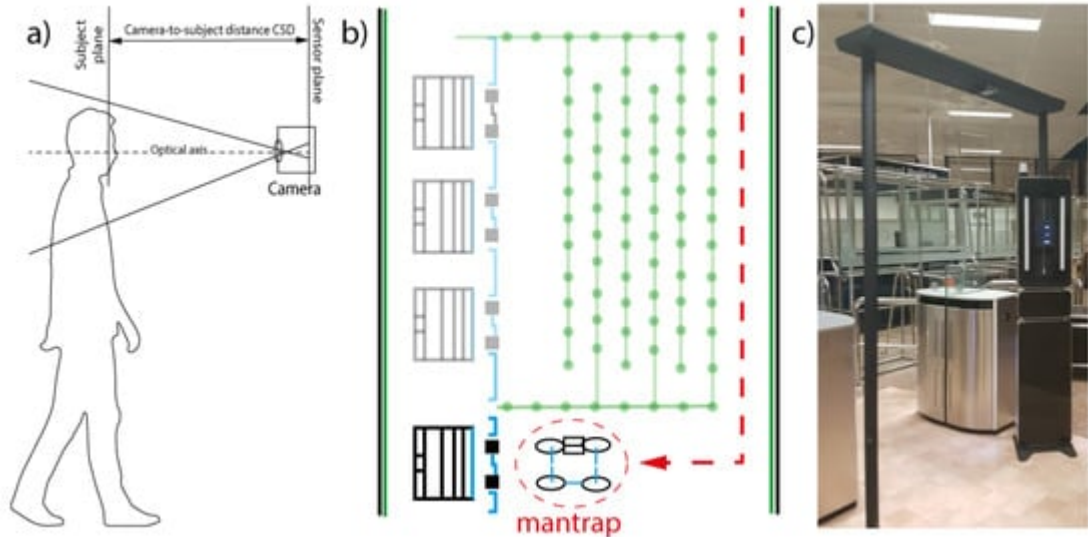 a)
Subject
plane
Camera-to-subject distance CSD
Sensor plane
Optical axis
Camera
b)
mantrap
c)